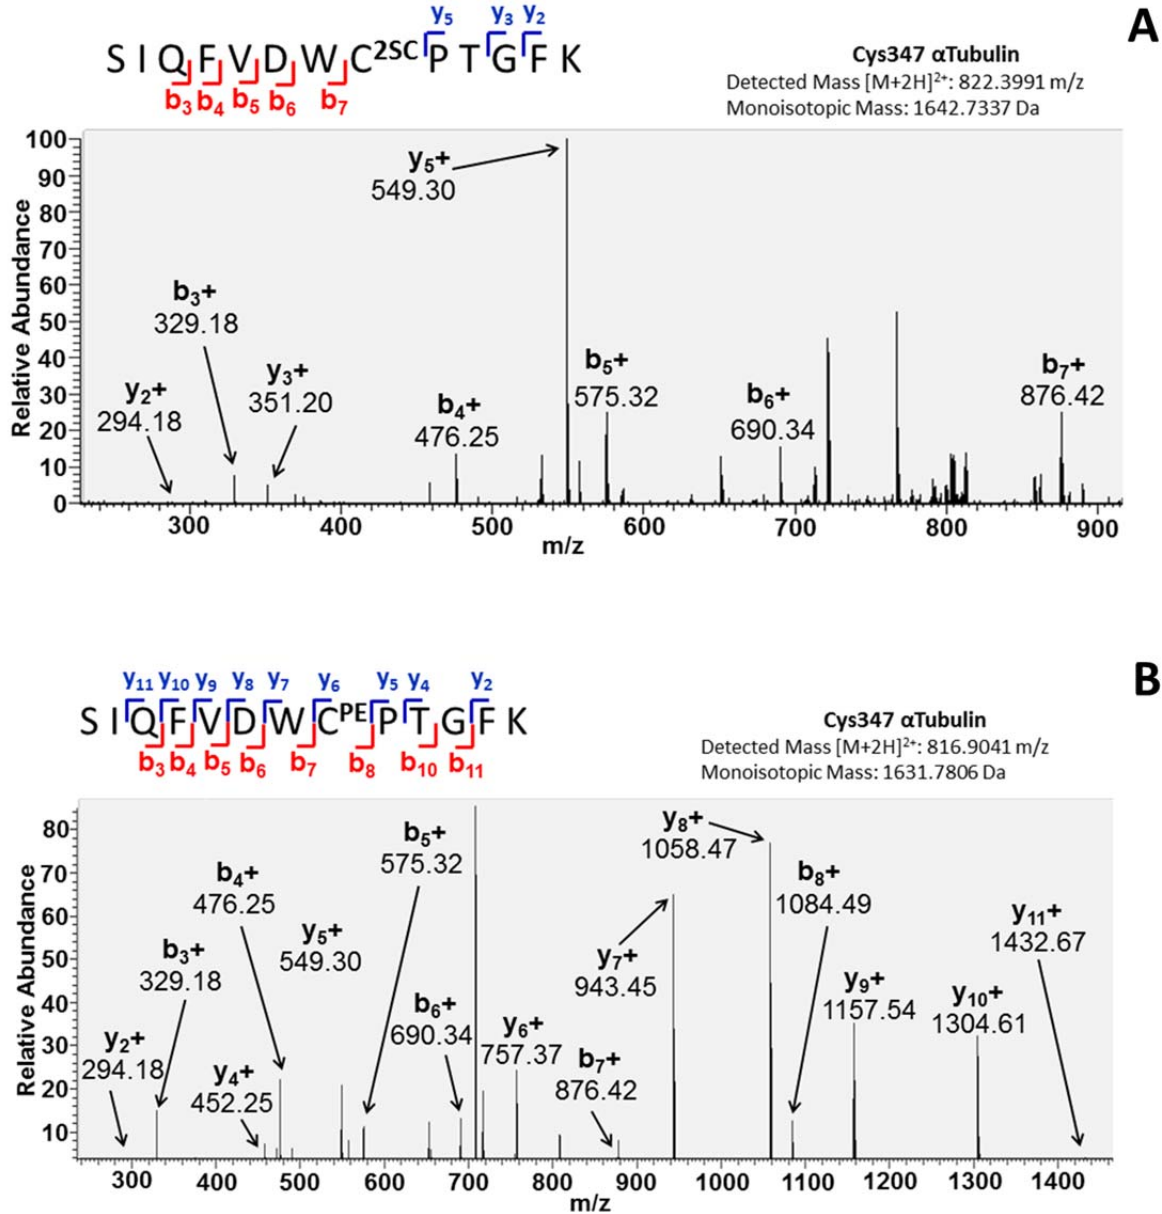 A
y5 y3 y2
S I Q F V D W C2SC P T G F K
b3 b4 b5 b6 b7
Cys347 αTubulin
Detected Mass [M+2H]2+: 822.3991 m/z
Monoisotopic Mass: 1642.7337 Da
Relative Abundance
100
90
80
70
60
50
40
30
20
10
0
y5+
549.30
b3+
329.18
y2+
294.18
y3+
351.20
b4+
476.25
b5+
575.32
b6+
690.34
b7+
876.42
300 400 500 600 700 800 900
m/z
B
y11 y10 y9 y8 y7 y6 y5 y4 y2
S I Q F V D W CPE P T G F K
b3 b4 b5 b6 b7 b8 b10 b11
Cys347 αTubulin
Detected Mass [M+2H]2+: 816.9041 m/z
Monoisotopic Mass: 1631.7806 Da
Relative Abundance
80
70
60
50
40
30
20
10
y2+
294.18
b3+
329.18
b4+
476.25
y4+
452.25
y5+
549.30
b5+
575.32
b6+
690.34
y6+
757.37
b7+
876.42
y7+
943.45
y8+
1058.47
b8+
1084.49
y9+
1157.54
y10+
1304.61
y11+
1432.67
300 400 500 600 700 800 900 1000 1100 1200 1300 1400
m/z